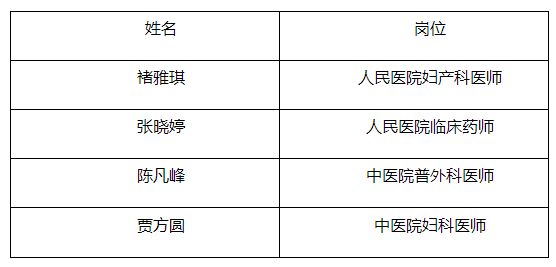 姓名 岗位
褚雅琪 人民医院妇产科医师
张晓婷 人民医院临床药师
陈凡峰 中医院普外科医师
贾方圆 中医院妇科医师